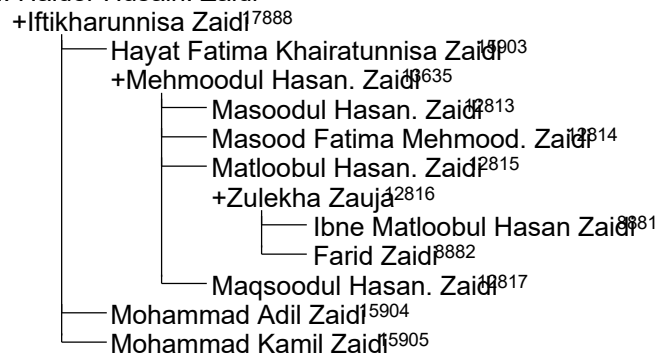 +Iftikharunnisa Zaidi17888
Hayat Fatima Khairatunnisa Zaidi15903
+Mehmoodul Hasan. Zaidi16635
Masoodul Hasan. Zaidi12813
Masood Fatima Mehmood. Zaidi12814
Matloobul Hasan. Zaidi12815
+Zulekha Zauja12816
Ibne Matloobul Hasan Zaidi8881
Farid Zaidi8882
Maqsoodul Hasan. Zaidi12817
Mohammad Adil Zaidi15904
Mohammad Kamil Zaidi15905